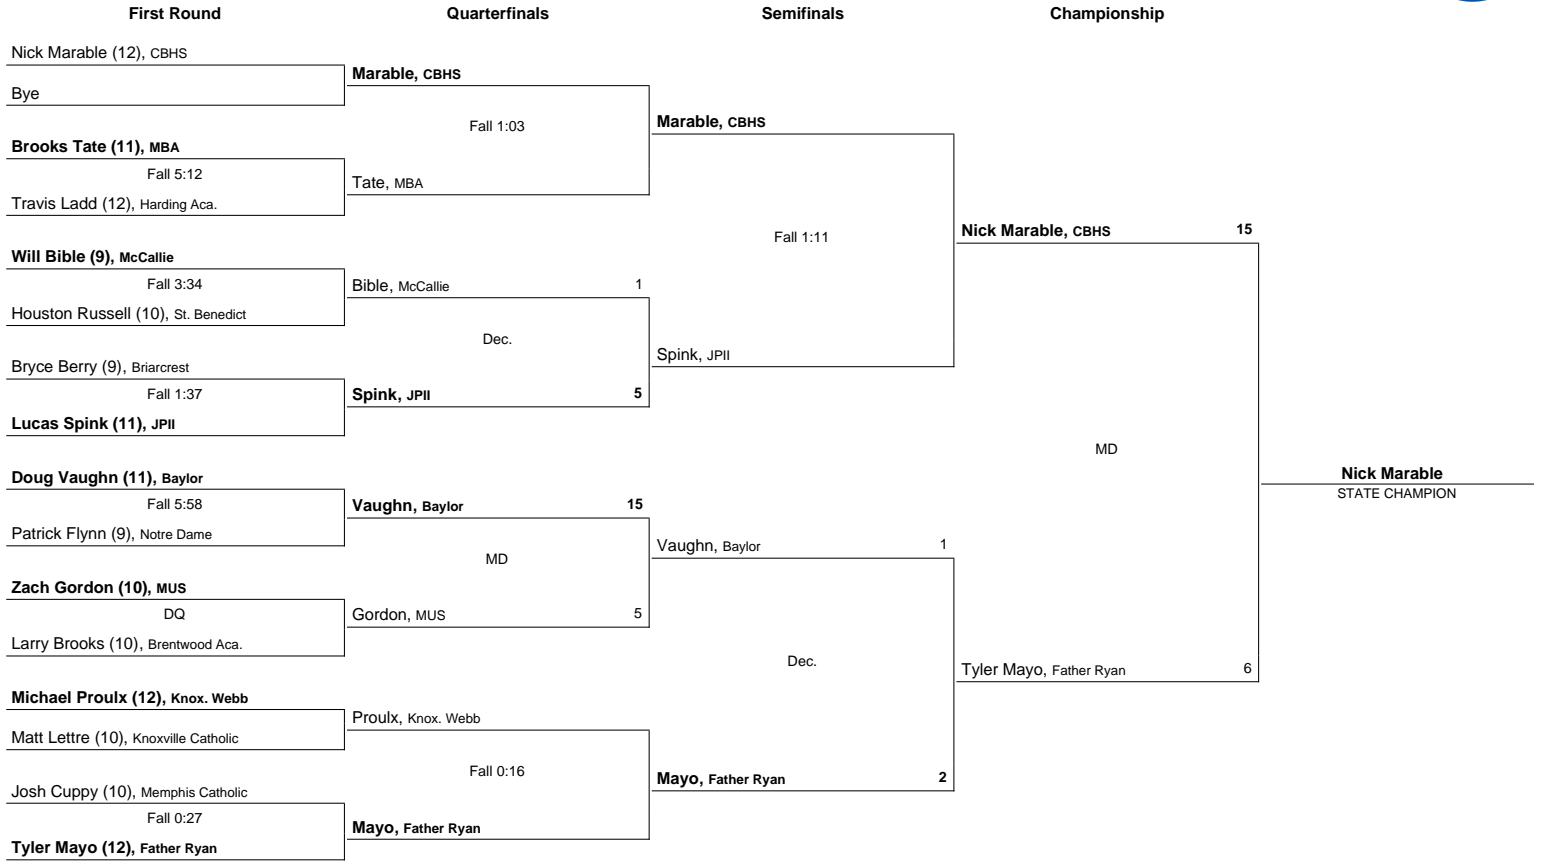 First Round Quarterfinals Semifinals Championship
Nick Marable (12), CBHS
Bye
Brooks Tate (11), MBA
Fall 5:12
Travis Ladd (12), Harding Aca.
Will Bible (9), McCallie
Fall 3:34
Houston Russell (10), St. Benedict
Bryce Berry (9), Briarcrest
Fall 1:37
Lucas Spink (11), JPII
Doug Vaughn (11), Baylor
Fall 5:58
Patrick Flynn (9), Notre Dame
Zach Gordon (10), MUS
DQ
Larry Brooks (10), Brentwood Aca.
Michael Proulx (12), Knox. Webb
Matt Lettre (10), Knoxville Catholic
Josh Cuppy (10), Memphis Catholic
Fall 0:27
Tyler Mayo (12), Father Ryan
Marable, CBHS
Fall 1:03
Tate, MBA
Bible, McCallie 1
Dec.
Spink, JPII 5
Vaughn, Baylor 15
MD
Gordon, MUS 5
Proulx, Knox. Webb
Fall 0:16
Mayo, Father Ryan
Marable, CBHS
Fall 1:11
Spink, JPII
Vaughn, Baylor 1
Dec.
Mayo, Father Ryan 2
Nick Marable, CBHS 15
MD
Tyler Mayo, Father Ryan 6
Nick Marable
STATE CHAMPION